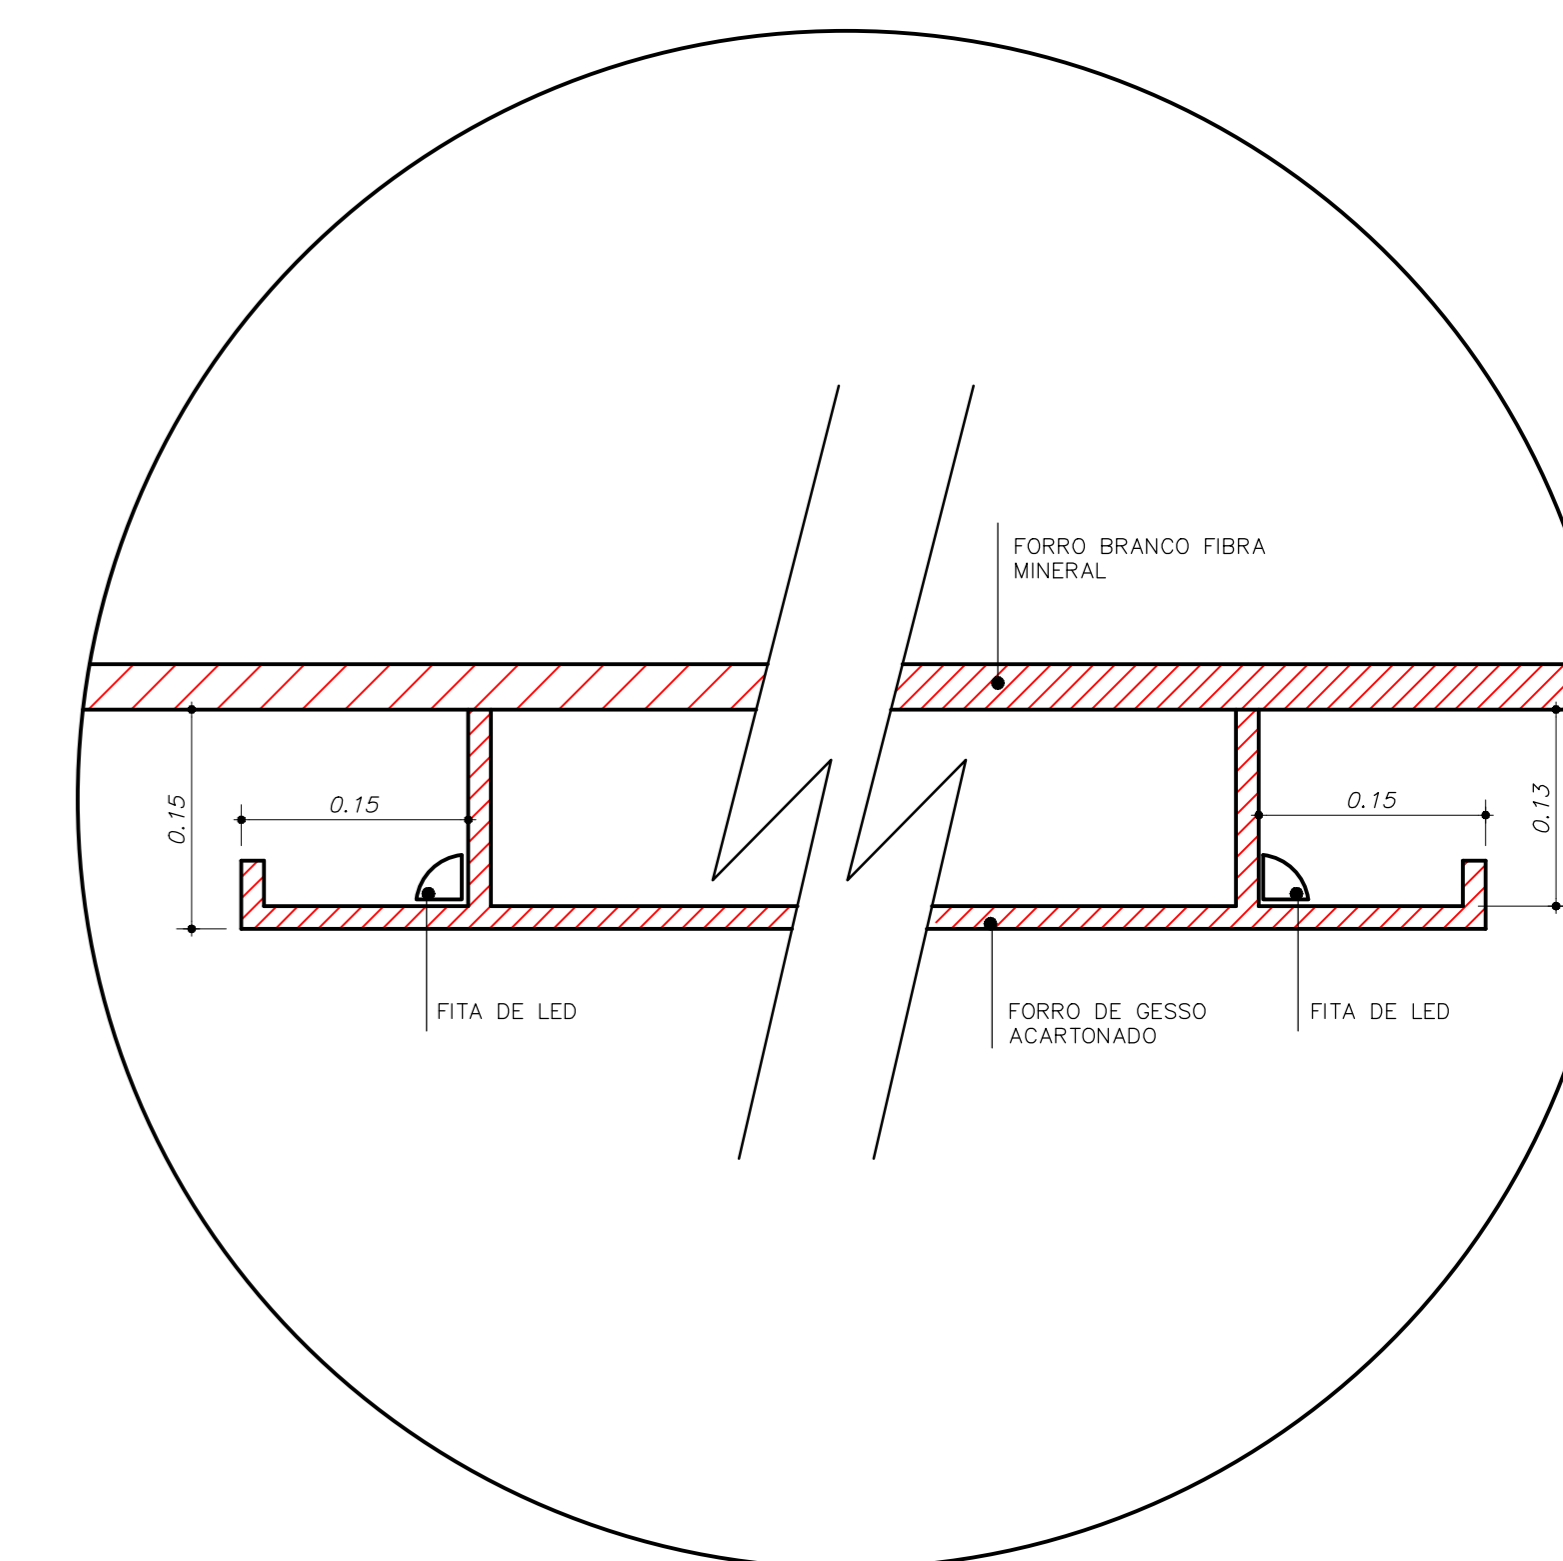 FORRO BRANCO FIBRA
MINERAL
0.15
0.15
0.15
0.13
FITA DE LED
FORRO DE GESSO
ACARTONADO
FITA DE LED